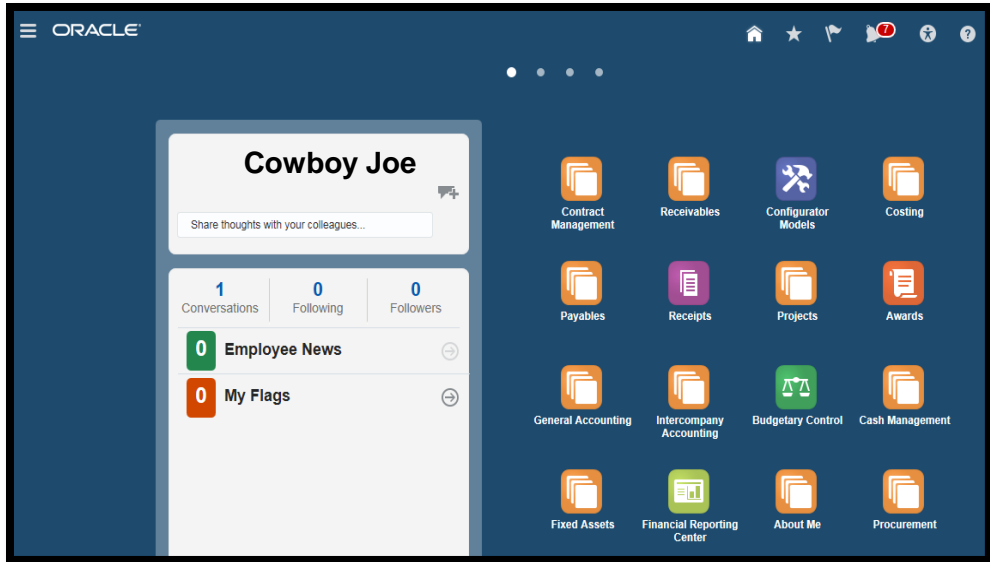 ORACLE
7
?
Cowboy Joe
Share thoughts with your colleagues...
1
Conversations
0
Following
0
Followers
0 Employee News
0 My Flags
Contract
Management
Receivables
Configurator
Models
Costing
Payables
Receipts
Projects
Awards
General Accounting
Intercompany
Accounting
Budgetary Control
Cash Management
Fixed Assets
Financial Reporting
Center
About Me
Procurement